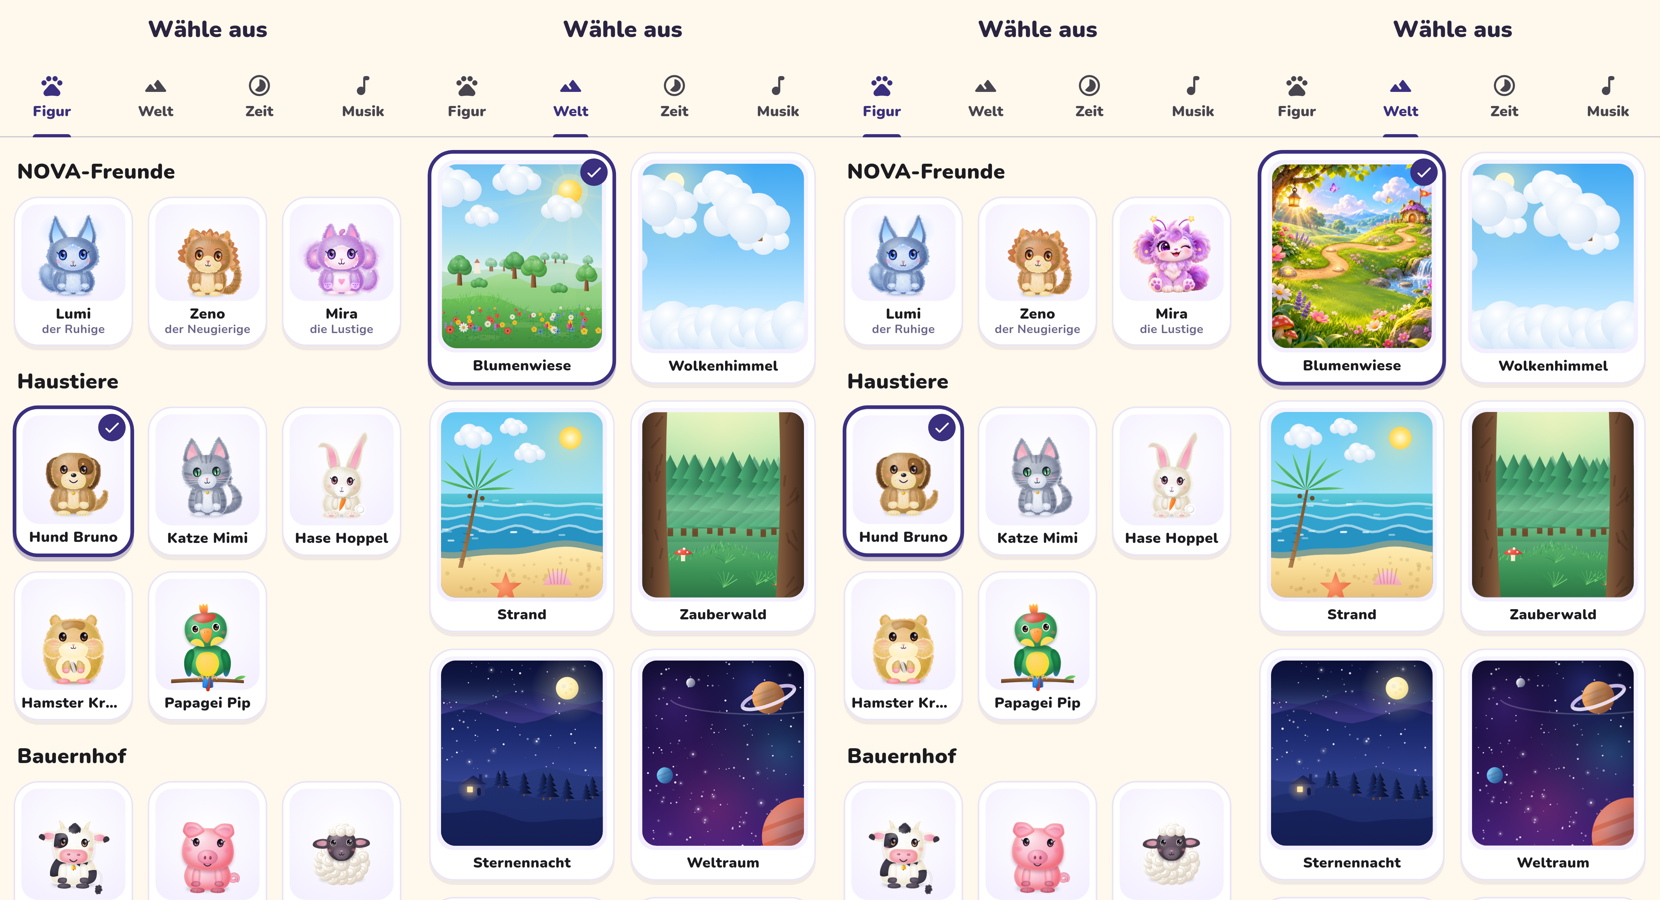 Wähle aus
Figur
Welt
Zeit
Musik
NOVA-Freunde
Lumi
der Ruhige
Zeno
der Neugierige
Mira
die Lustige
Haustiere
Hund Bruno
Katze Mimi
Hase Hoppel
Hamster Kr...
Papagei Pip
Bauernhof
Wähle aus
Figur
Welt
Zeit
Musik
Blumenwiese
Wolkenhimmel
Strand
Zauberwald
Sternennacht
Weltraum
Wähle aus
Figur
Welt
Zeit
Musik
NOVA-Freunde
Lumi
der Ruhige
Zeno
der Neugierige
Mira
die Lustige
Haustiere
Hund Bruno
Katze Mimi
Hase Hoppel
Hamster Kr...
Papagei Pip
Bauernhof
Wähle aus
Figur
Welt
Zeit
Musik
Blumenwiese
Wolkenhimmel
Strand
Zauberwald
Sternennacht
Weltraum